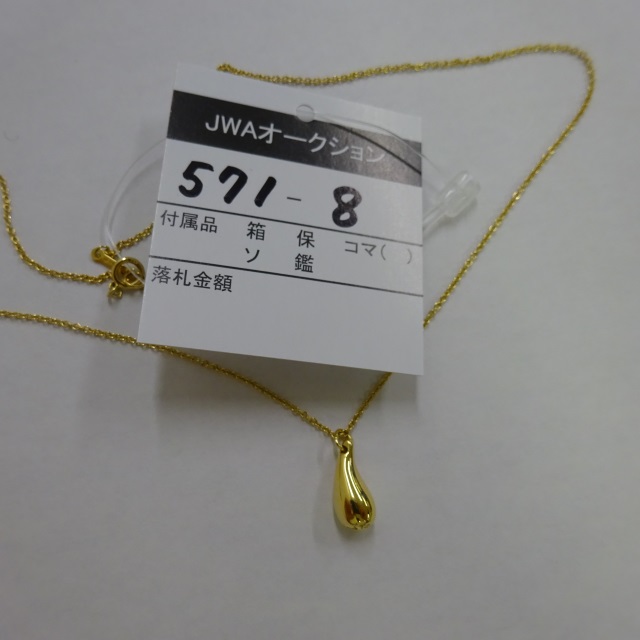 JWAオークション
571-8
付属品 箱 保 コマ( )
ソ 鑑
落札金額